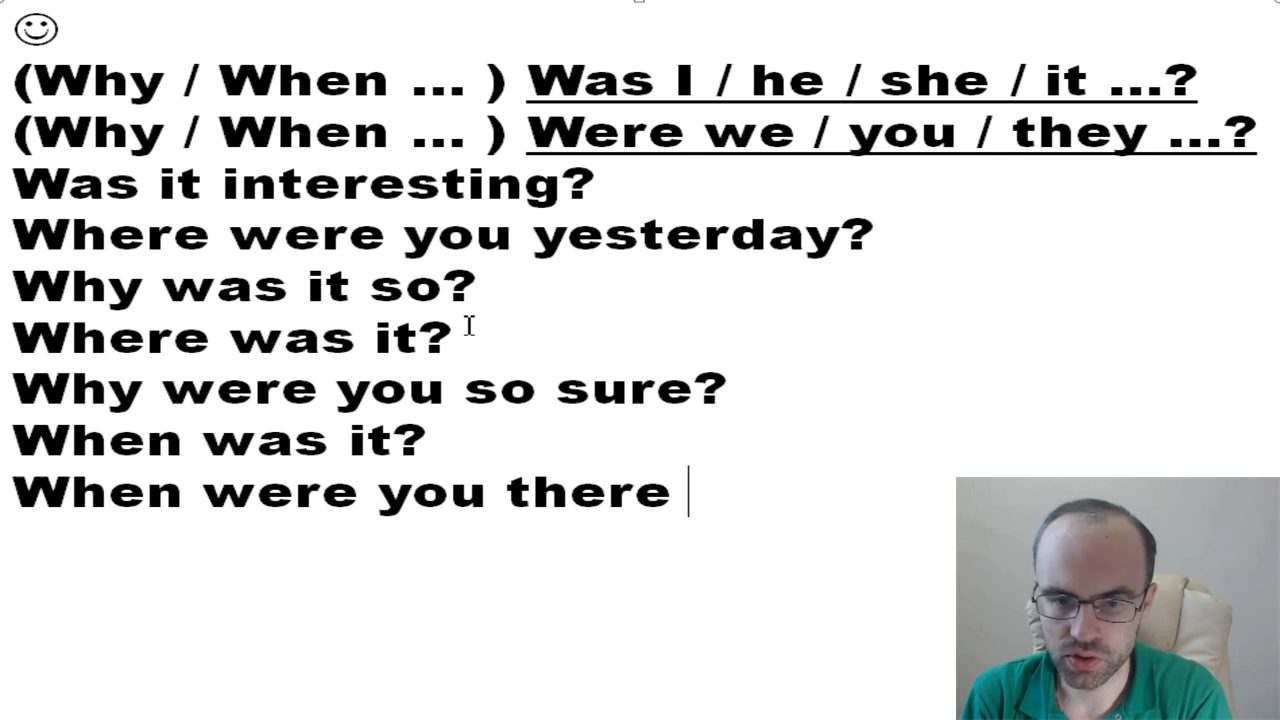 (Why / When ... ) Was I / he / she / it ...?
(Why / When ... ) Were we / you / they ...?
Was it interesting?
Where were you yesterday?
Why was it so?
Where was it?
Why were you so sure?
When was it?
When were you there